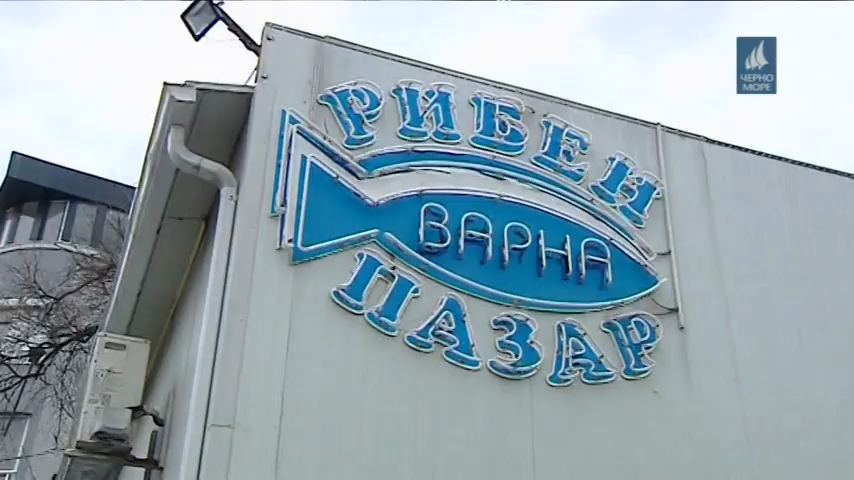 ЧЕРНО
МОРЕ
РИБЕН
ВАРНА
ПАЗАР